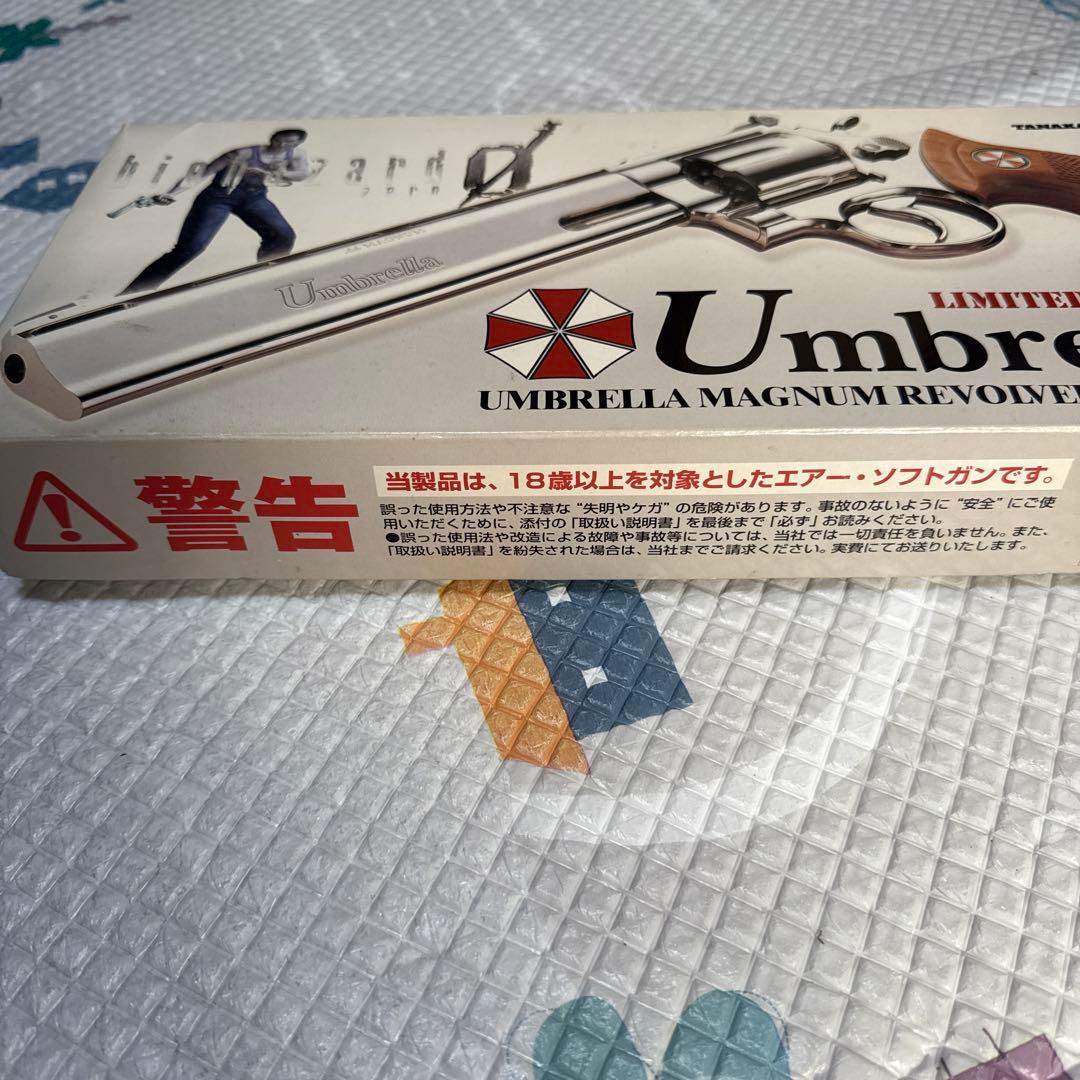 TANAKA
biohazard 0
zero
.44 MAGNUM
Umbrella
LIMITED
Umbre
UMBRELLA MAGNUM REVOLVER
警告
当製品は、18歳以上を対象としたエアー・ソフトガンです。
誤った使用方法や不注意な“失明やケガ”の危険があります。事故のないように“安全”にご使
用いただくために、添付の「取扱い説明書」を最後まで「必ず」お読みください。
●誤った使用法や改造による故障や事故等については、当社では一切責任を負いません。また、
「取扱い説明書」を紛失された場合は、当社までご請求ください。実費にてお送りいたします。